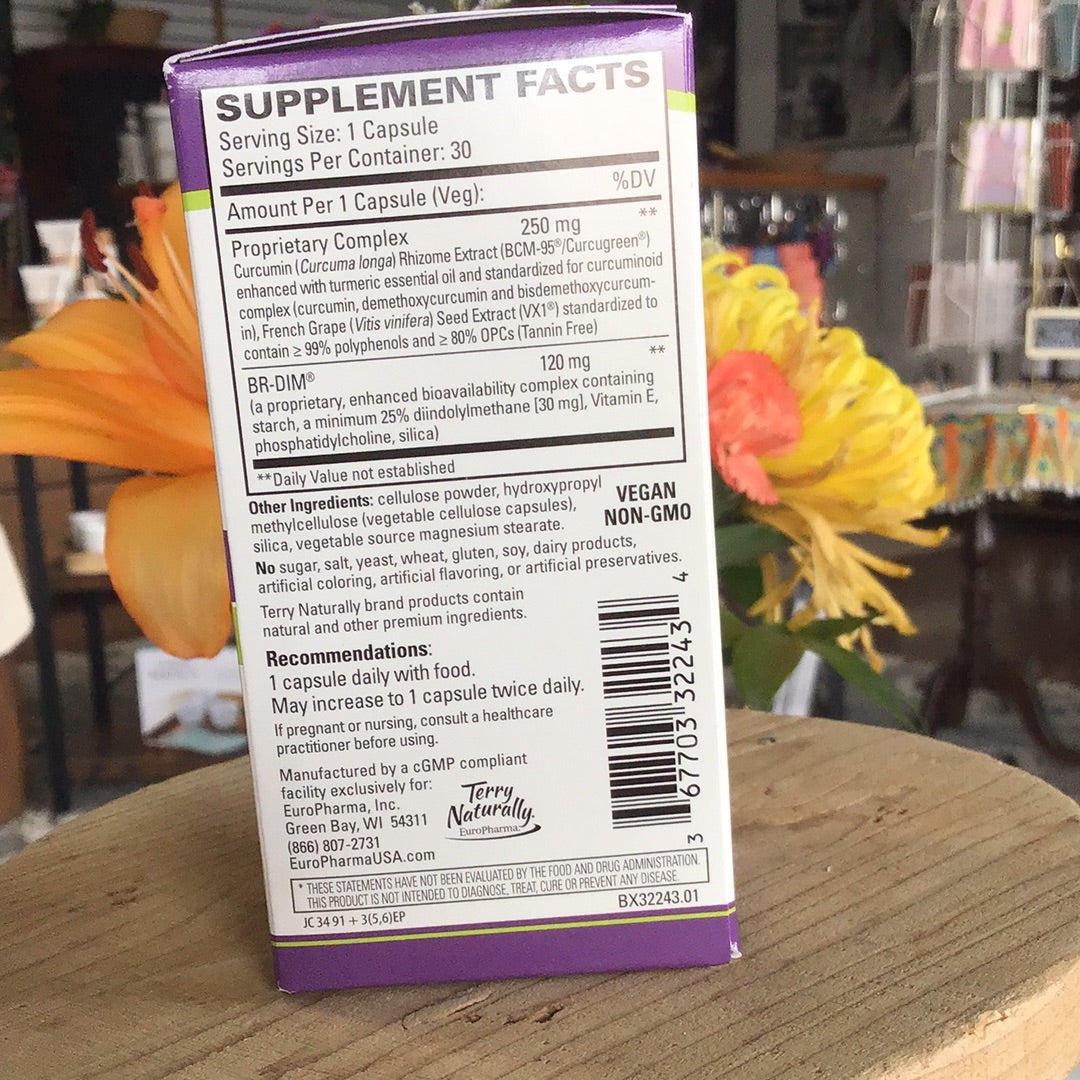 SUPPLEMENT FACTS
Serving Size: 1 Capsule
Servings Per Container: 30
Amount Per 1 Capsule (Veg): %DV
Proprietary Complex 250 mg **
Curcumin (Curcuma longa) Rhizome Extract (BCM-95®/Curcugreen®)
enhanced with turmeric essential oil and standardized for curcuminoid
complex (curcumin, demethoxycurcumin and bisdemethoxycurcum-
in), French Grape (Vitis vinifera) Seed Extract (VX1®) standardized to
contain ≥ 99% polyphenols and ≥ 80% OPCs (Tannin Free)
BR-DIM® 120 mg **
(a proprietary, enhanced bioavailability complex containing
starch, a minimum 25% diindolylmethane [30 mg], Vitamin E,
phosphatidylcholine, silica)
**Daily Value not established
Other Ingredients: cellulose powder, hydroxypropyl
methylcellulose (vegetable cellulose capsules),
silica, vegetable source magnesium stearate.
VEGAN
NON-GMO
No sugar, salt, yeast, wheat, gluten, soy, dairy products,
artificial coloring, artificial flavoring, or artificial preservatives.
Terry Naturally brand products contain
natural and other premium ingredients.
Recommendations:
1 capsule daily with food.
May increase to 1 capsule twice daily.
If pregnant or nursing, consult a healthcare
practitioner before using.
Manufactured by a cGMP compliant
facility exclusively for:
EuroPharma, Inc.
Green Bay, WI 54311
(866) 807-2731
EuroPharmaUSA.com
Terry
Naturally.
EuroPharma
3 67703 32243 4
* THESE STATEMENTS HAVE NOT BEEN EVALUATED BY THE FOOD AND DRUG ADMINISTRATION.
THIS PRODUCT IS NOT INTENDED TO DIAGNOSE, TREAT, CURE OR PREVENT ANY DISEASE.
JC 34 91 + 3(5,6)EP
BX32243.01